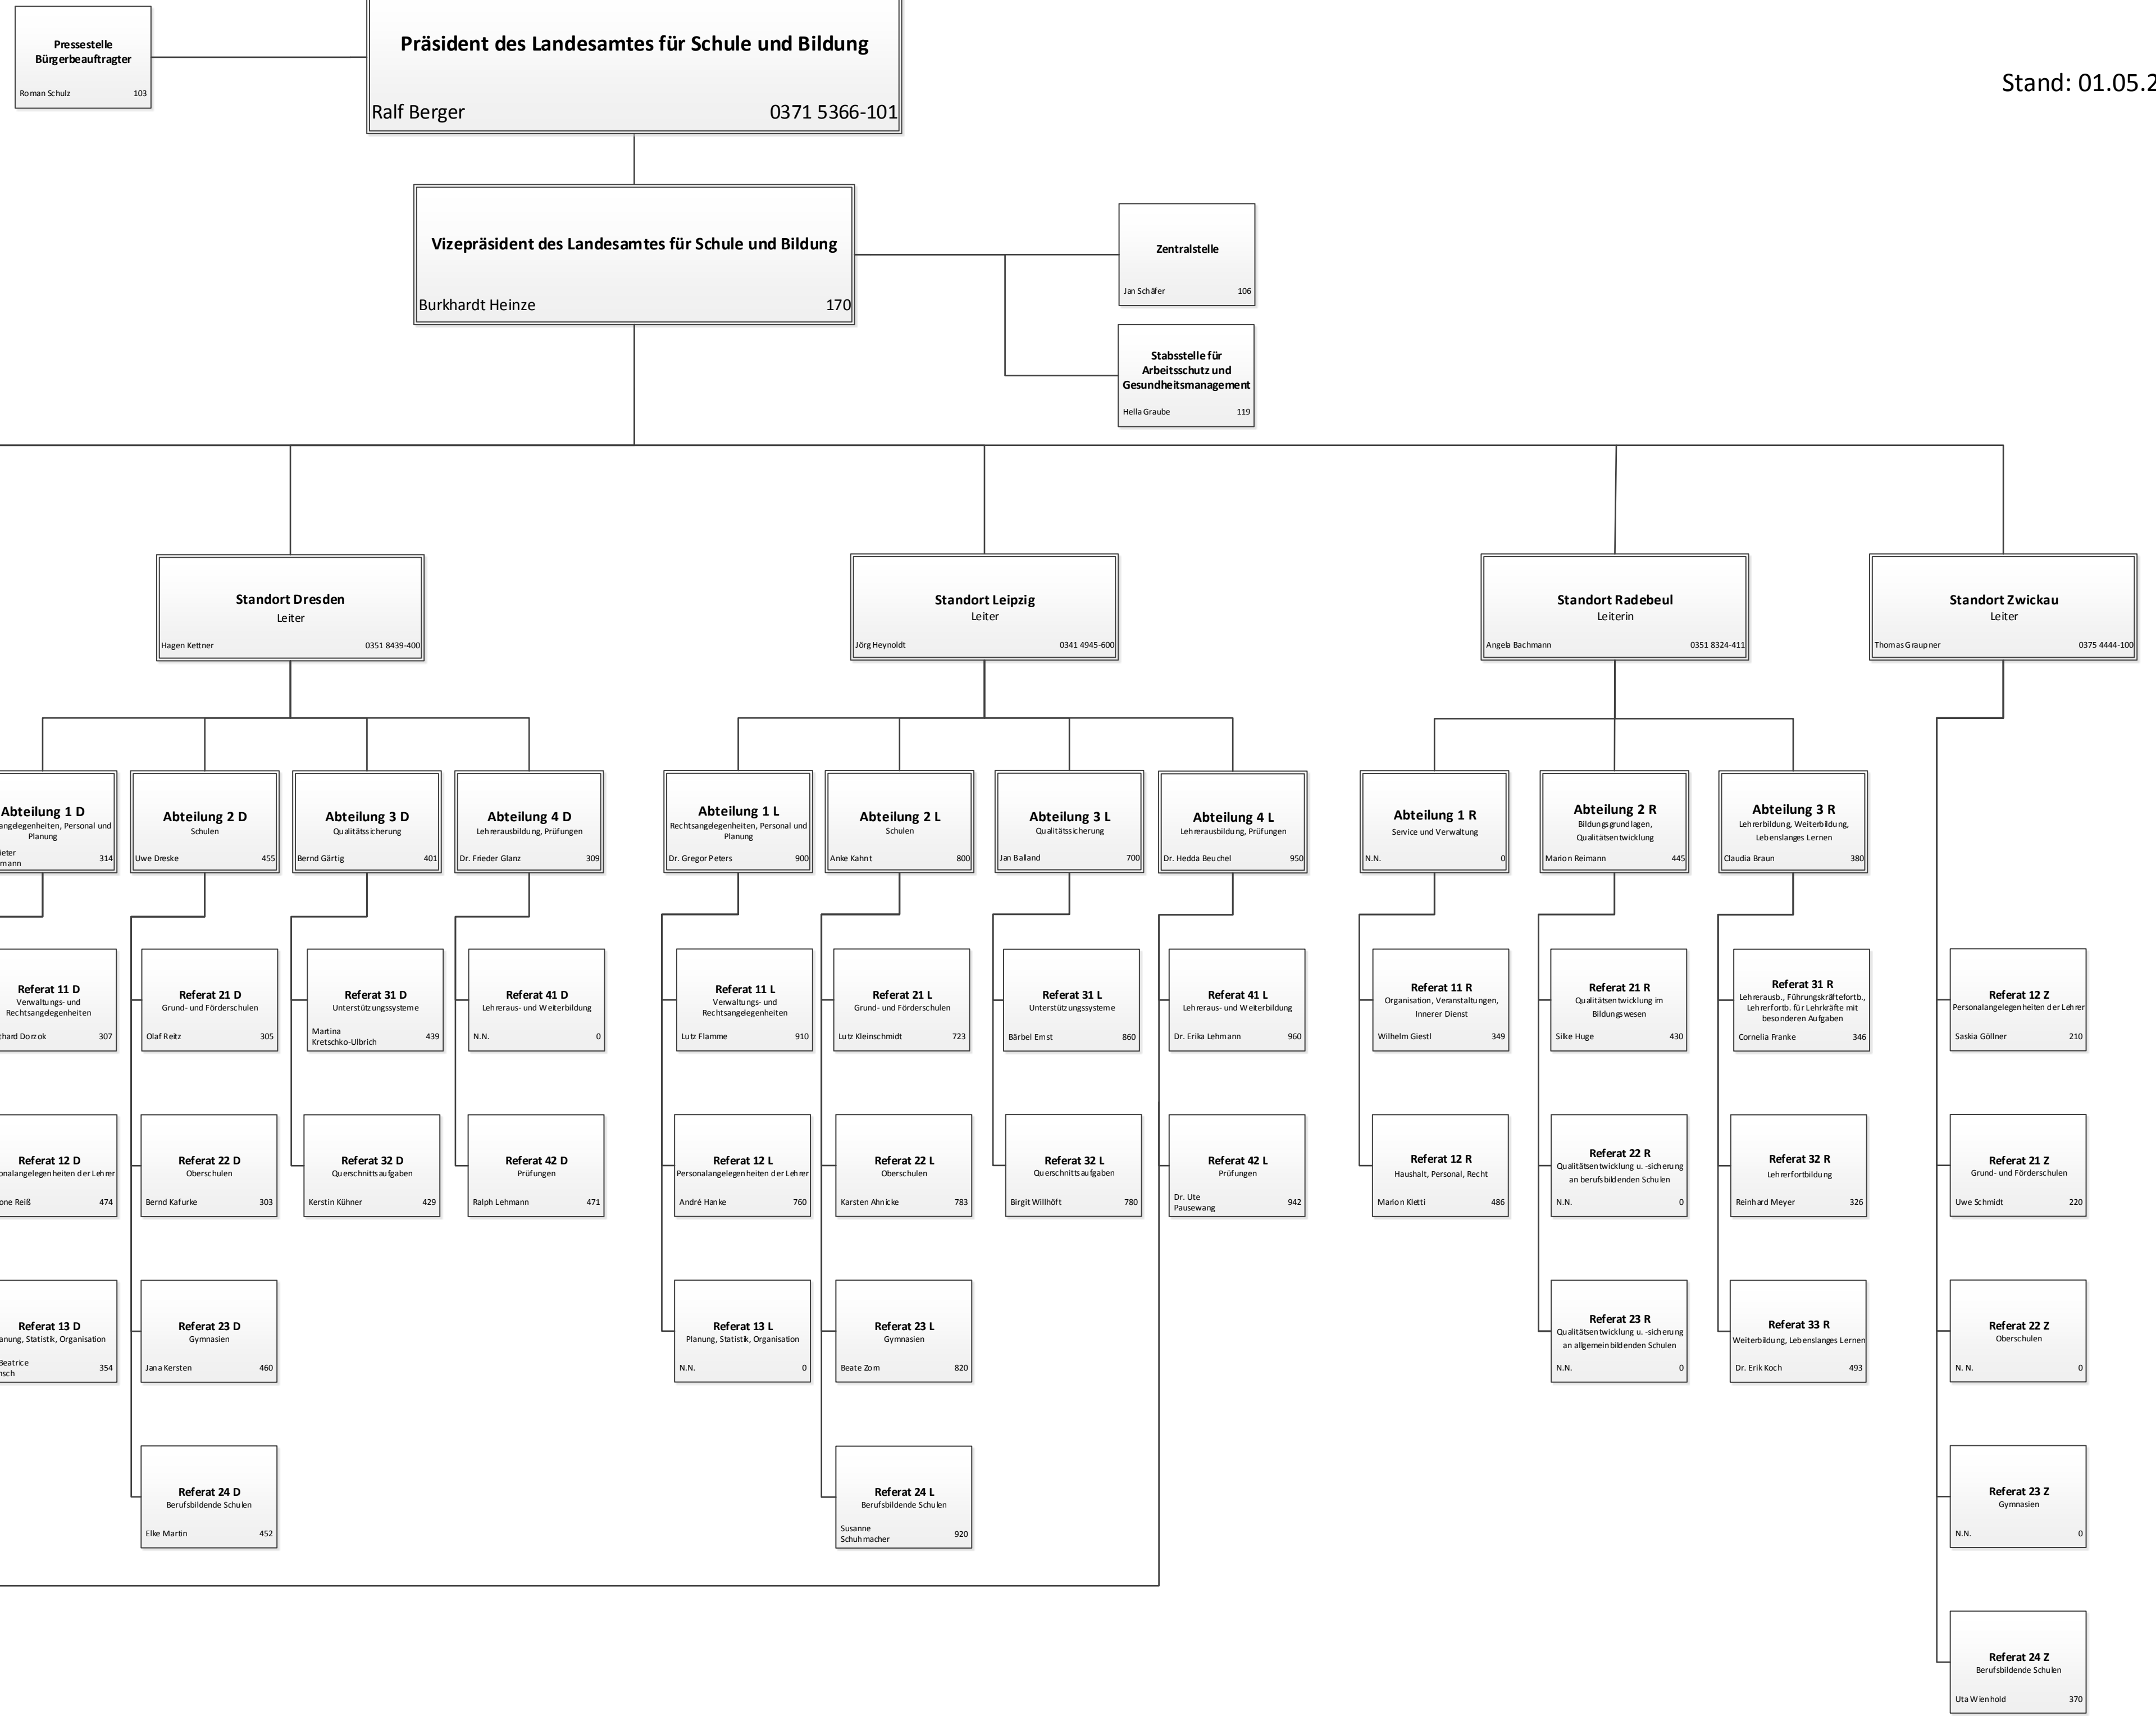 Pressestelle
Bürgerbeauftragter
Roman Schulz 103
Präsident des Landesamtes für Schule und Bildung
Ralf Berger 0371 5366-101
Stand: 01.05.2
Vizepräsident des Landesamtes für Schule und Bildung
Burkhardt Heinze 170
Zentralstelle
Jan Schäfer 106
Stabsstelle für
Arbeitsschutz und
Gesundheitsmanagement
Hella Graube 119
Standort Dresden
Leiter
Hagen Kettner 0351 8439-400
Standort Leipzig
Leiter
Jörg Heynoldt 0341 4945-600
Standort Radebeul
Leiterin
Angela Bachmann 0351 8324-411
Standort Zwickau
Leiter
Thomas Graupner 0375 4444-100
Abteilung 1 D
angelegenheiten, Personal und
Planung
ieter
mann 314
Abteilung 2 D
Schulen
Uwe Dreske 455
Abteilung 3 D
Qualitätssicherung
Bernd Gärtig 401
Abteilung 4 D
Lehrerausbildung, Prüfungen
Dr. Frieder Glanz 309
Abteilung 1 L
Rechtsangelegenheiten, Personal und
Planung
Dr. Gregor Peters 900
Abteilung 2 L
Schulen
Anke Kahnt 800
Abteilung 3 L
Qualitätssicherung
Jan Balland 700
Abteilung 4 L
Lehrerausbildung, Prüfungen
Dr. Hedda Beuchel 950
Abteilung 1 R
Service und Verwaltung
N.N. 0
Abteilung 2 R
Bildungsgrundlagen,
Qualitätsentwicklung
Marion Reimann 445
Abteilung 3 R
Lehrerbildung, Weiterbildung,
Lebenslanges Lernen
Claudia Braun 380
Referat 11 D
Verwaltungs- und
Rechtsangelegenheiten
hard Dorzok 307
Referat 21 D
Grund- und Förderschulen
Olaf Reitz 305
Referat 31 D
Unterstützungssysteme
Martina
Kretschko-Ulbrich 439
Referat 41 D
Lehreraus- und Weiterbildung
N.N. 0
Referat 11 L
Verwaltungs- und
Rechtsangelegenheiten
Lutz Flamme 910
Referat 21 L
Grund- und Förderschulen
Lutz Kleinschmidt 723
Referat 31 L
Unterstützungssysteme
Bärbel Ernst 860
Referat 41 L
Lehreraus- und Weiterbildung
Dr. Erika Lehmann 960
Referat 11 R
Organisation, Veranstaltungen,
Innerer Dienst
Wilhelm Giestl 349
Referat 21 R
Qualitätsentwicklung im
Bildungswesen
Silke Huge 430
Referat 31 R
Lehrerausb., Führungskräftefortb.,
Lehrerfortb. für Lehrkräfte mit
besonderen Aufgaben
Cornelia Franke 346
Referat 12 Z
Personalangelegenheiten der Lehrer
Saskia Göllner 210
Referat 12 D
onalangelegenheiten der Lehrer
one Reiß 474
Referat 22 D
Oberschulen
Bernd Kafurke 303
Referat 32 D
Querschnittsaufgaben
Kerstin Kühner 429
Referat 42 D
Prüfungen
Ralph Lehmann 471
Referat 12 L
Personalangelegenheiten der Lehrer
André Hanke 760
Referat 22 L
Oberschulen
Karsten Ahnicke 783
Referat 32 L
Querschnittsaufgaben
Birgit Willhöft 780
Referat 42 L
Prüfungen
Dr. Ute
Pausewang 942
Referat 12 R
Haushalt, Personal, Recht
Marion Kletti 486
Referat 22 R
Qualitätsentwicklung u. -sicherung
an berufsbildenden Schulen
N.N. 0
Referat 32 R
Lehrerfortbildung
Reinhard Meyer 326
Referat 21 Z
Grund- und Förderschulen
Uwe Schmidt 220
Referat 13 D
anung, Statistik, Organisation
Beatrice
nsch 354
Referat 23 D
Gymnasien
Jana Kersten 460
Referat 13 L
Planung, Statistik, Organisation
N.N. 0
Referat 23 L
Gymnasien
Beate Zorn 820
Referat 23 R
Qualitätsentwicklung u. -sicherung
an allgemeinbildenden Schulen
N.N. 0
Referat 33 R
Weiterbildung, Lebenslanges Lernen
Dr. Erik Koch 493
Referat 22 Z
Oberschulen
N. N. 0
Referat 24 D
Berufsbildende Schulen
Elke Martin 452
Referat 24 L
Berufsbildende Schulen
Susanne
Schuhmacher 920
Referat 23 Z
Gymnasien
N.N. 0
Referat 24 Z
Berufsbildende Schulen
Uta Wienhold 370